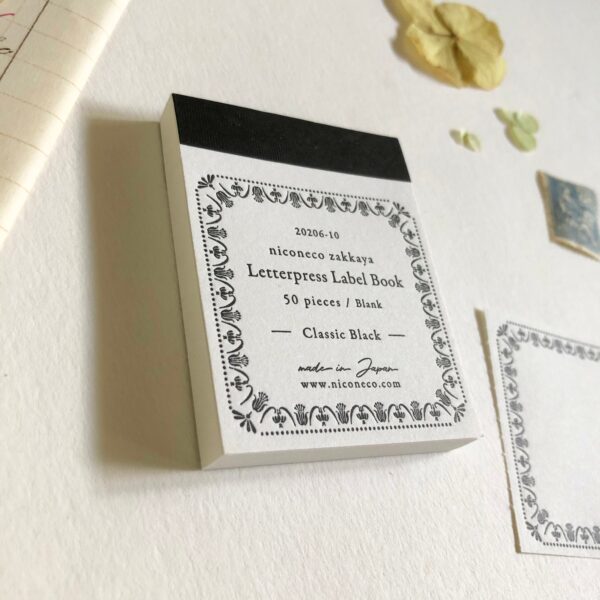 20206-10
niconeco zakkaya
Letterpress Label Book
50 pieces / Blank
— Classic Black —
made in Japan
www.niconeco.com